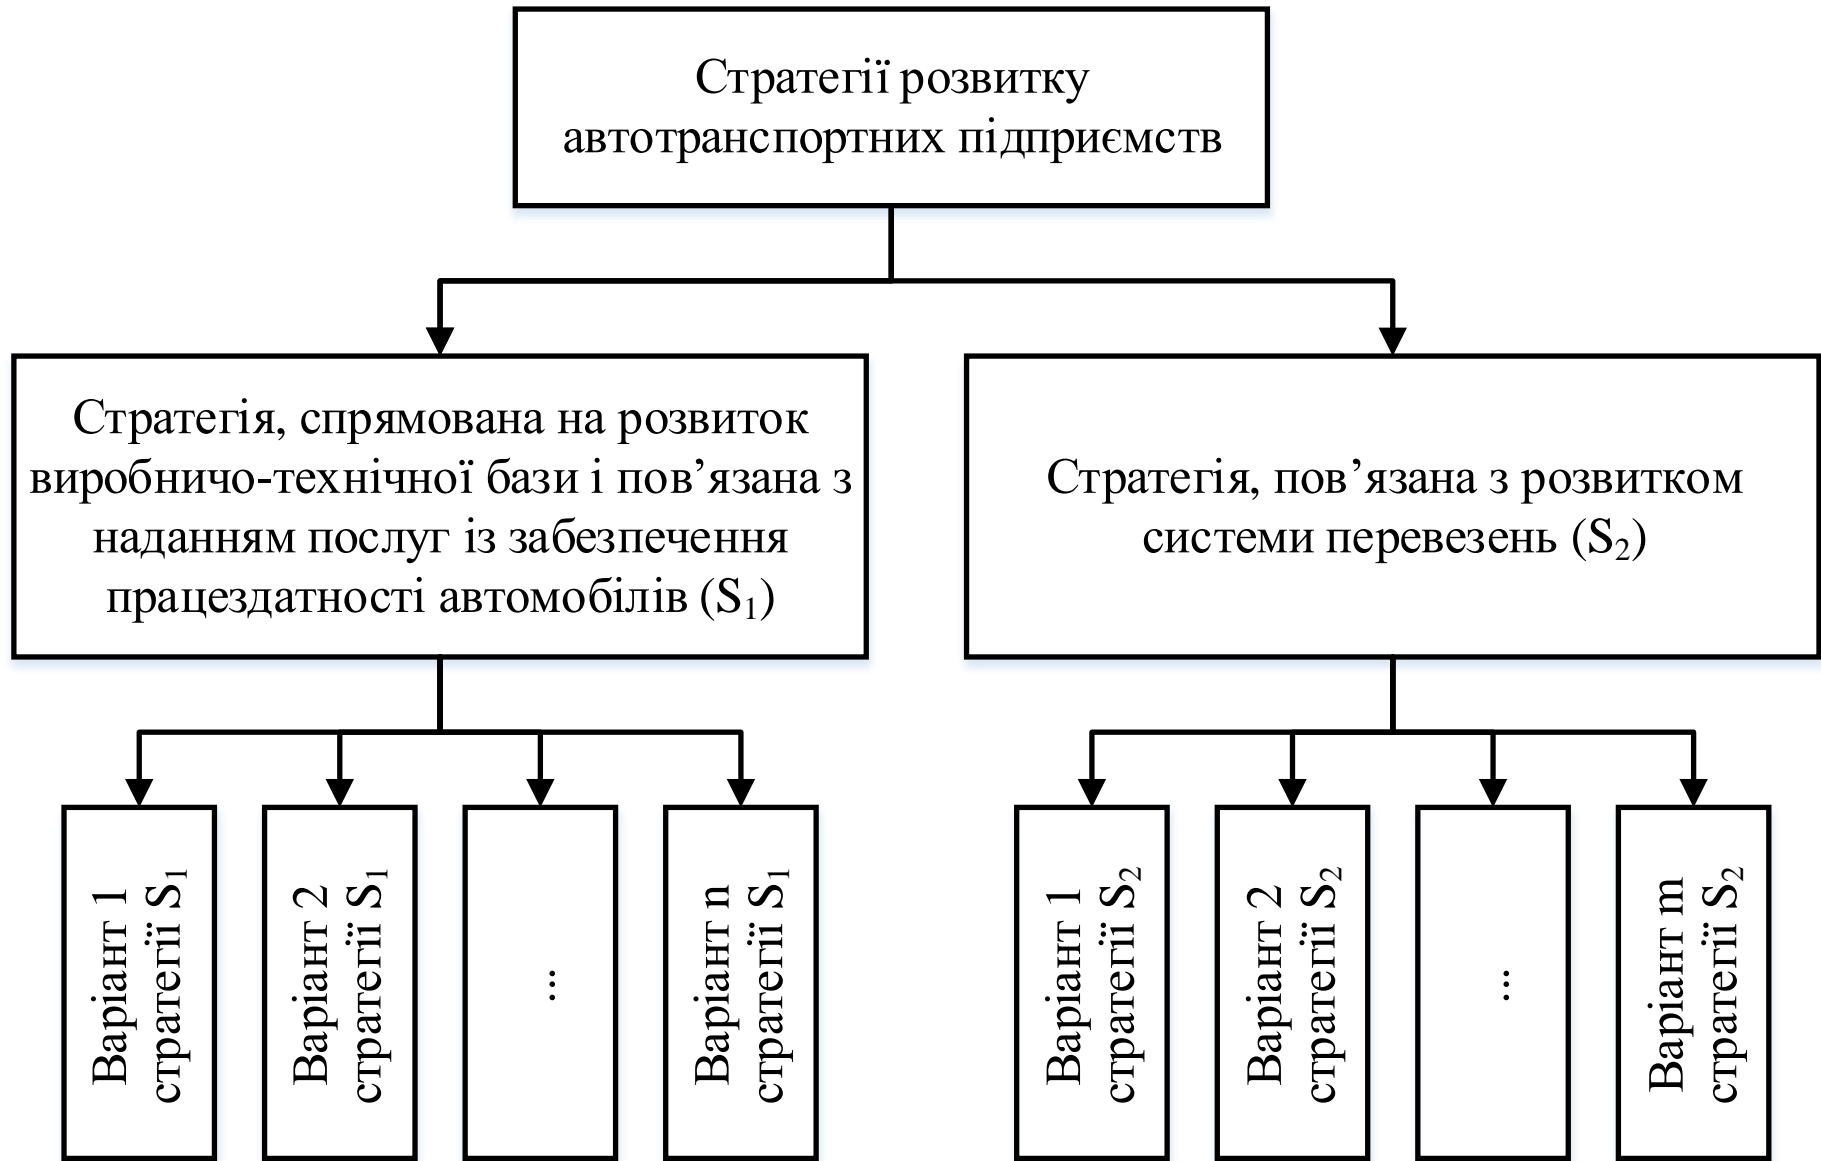 Стратегії розвитку
автотранспортних підприємств
Стратегія, спрямована на розвиток
виробничо-технічної бази і пов’язана з
наданням послуг із забезпечення
працездатності автомобілів (S₁)
Стратегія, пов’язана з розвитком
системи перевезень (S₂)
Варіант 1
стратегії S₁
Варіант 2
стратегії S₁
...
Варіант n
стратегії S₁
Варіант 1
стратегії S₂
Варіант 2
стратегії S₂
...
Варіант m
стратегії S₂